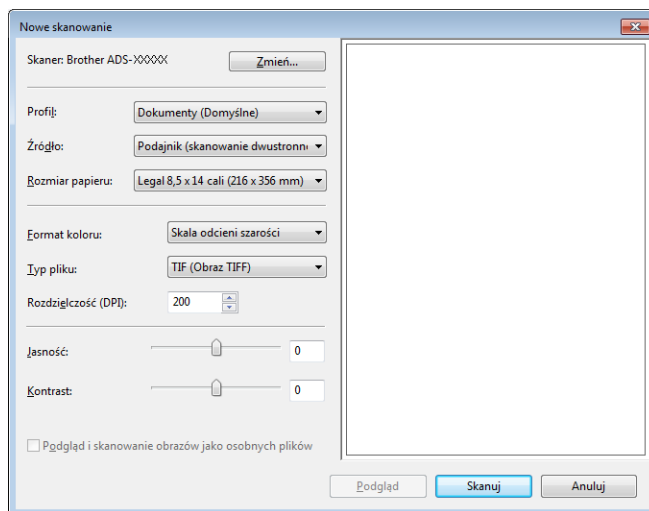 Nowe skanowanie
Skaner: Brother ADS-XXXXX
Zmień...
Profil:
Dokumenty (Domyślne)
Źródło:
Podajnik (skanowanie dwustronn
Rozmiar papieru:
Legal 8,5 x 14 cali (216 x 356 mm)
Format koloru:
Skala odcieni szarości
Typ pliku:
TIF (Obraz TIFF)
Rozdzielczość (DPI):
200
Jasność:
0
Kontrast:
0
Podgląd i skanowanie obrazów jako osobnych plików
Podgląd
Skanuj
Anuluj